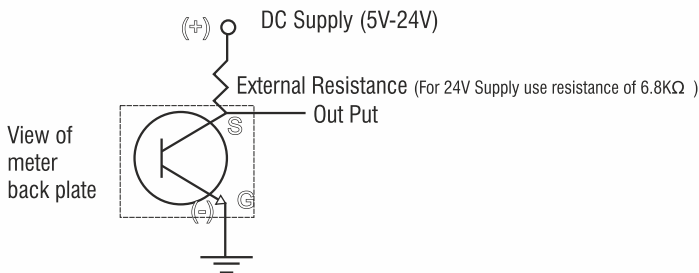 (+)
DC Supply (5V-24V)
External Resistance (For 24V Supply use resistance of 6.8KΩ )
Out Put
S
View of
meter
back plate
G
(-)